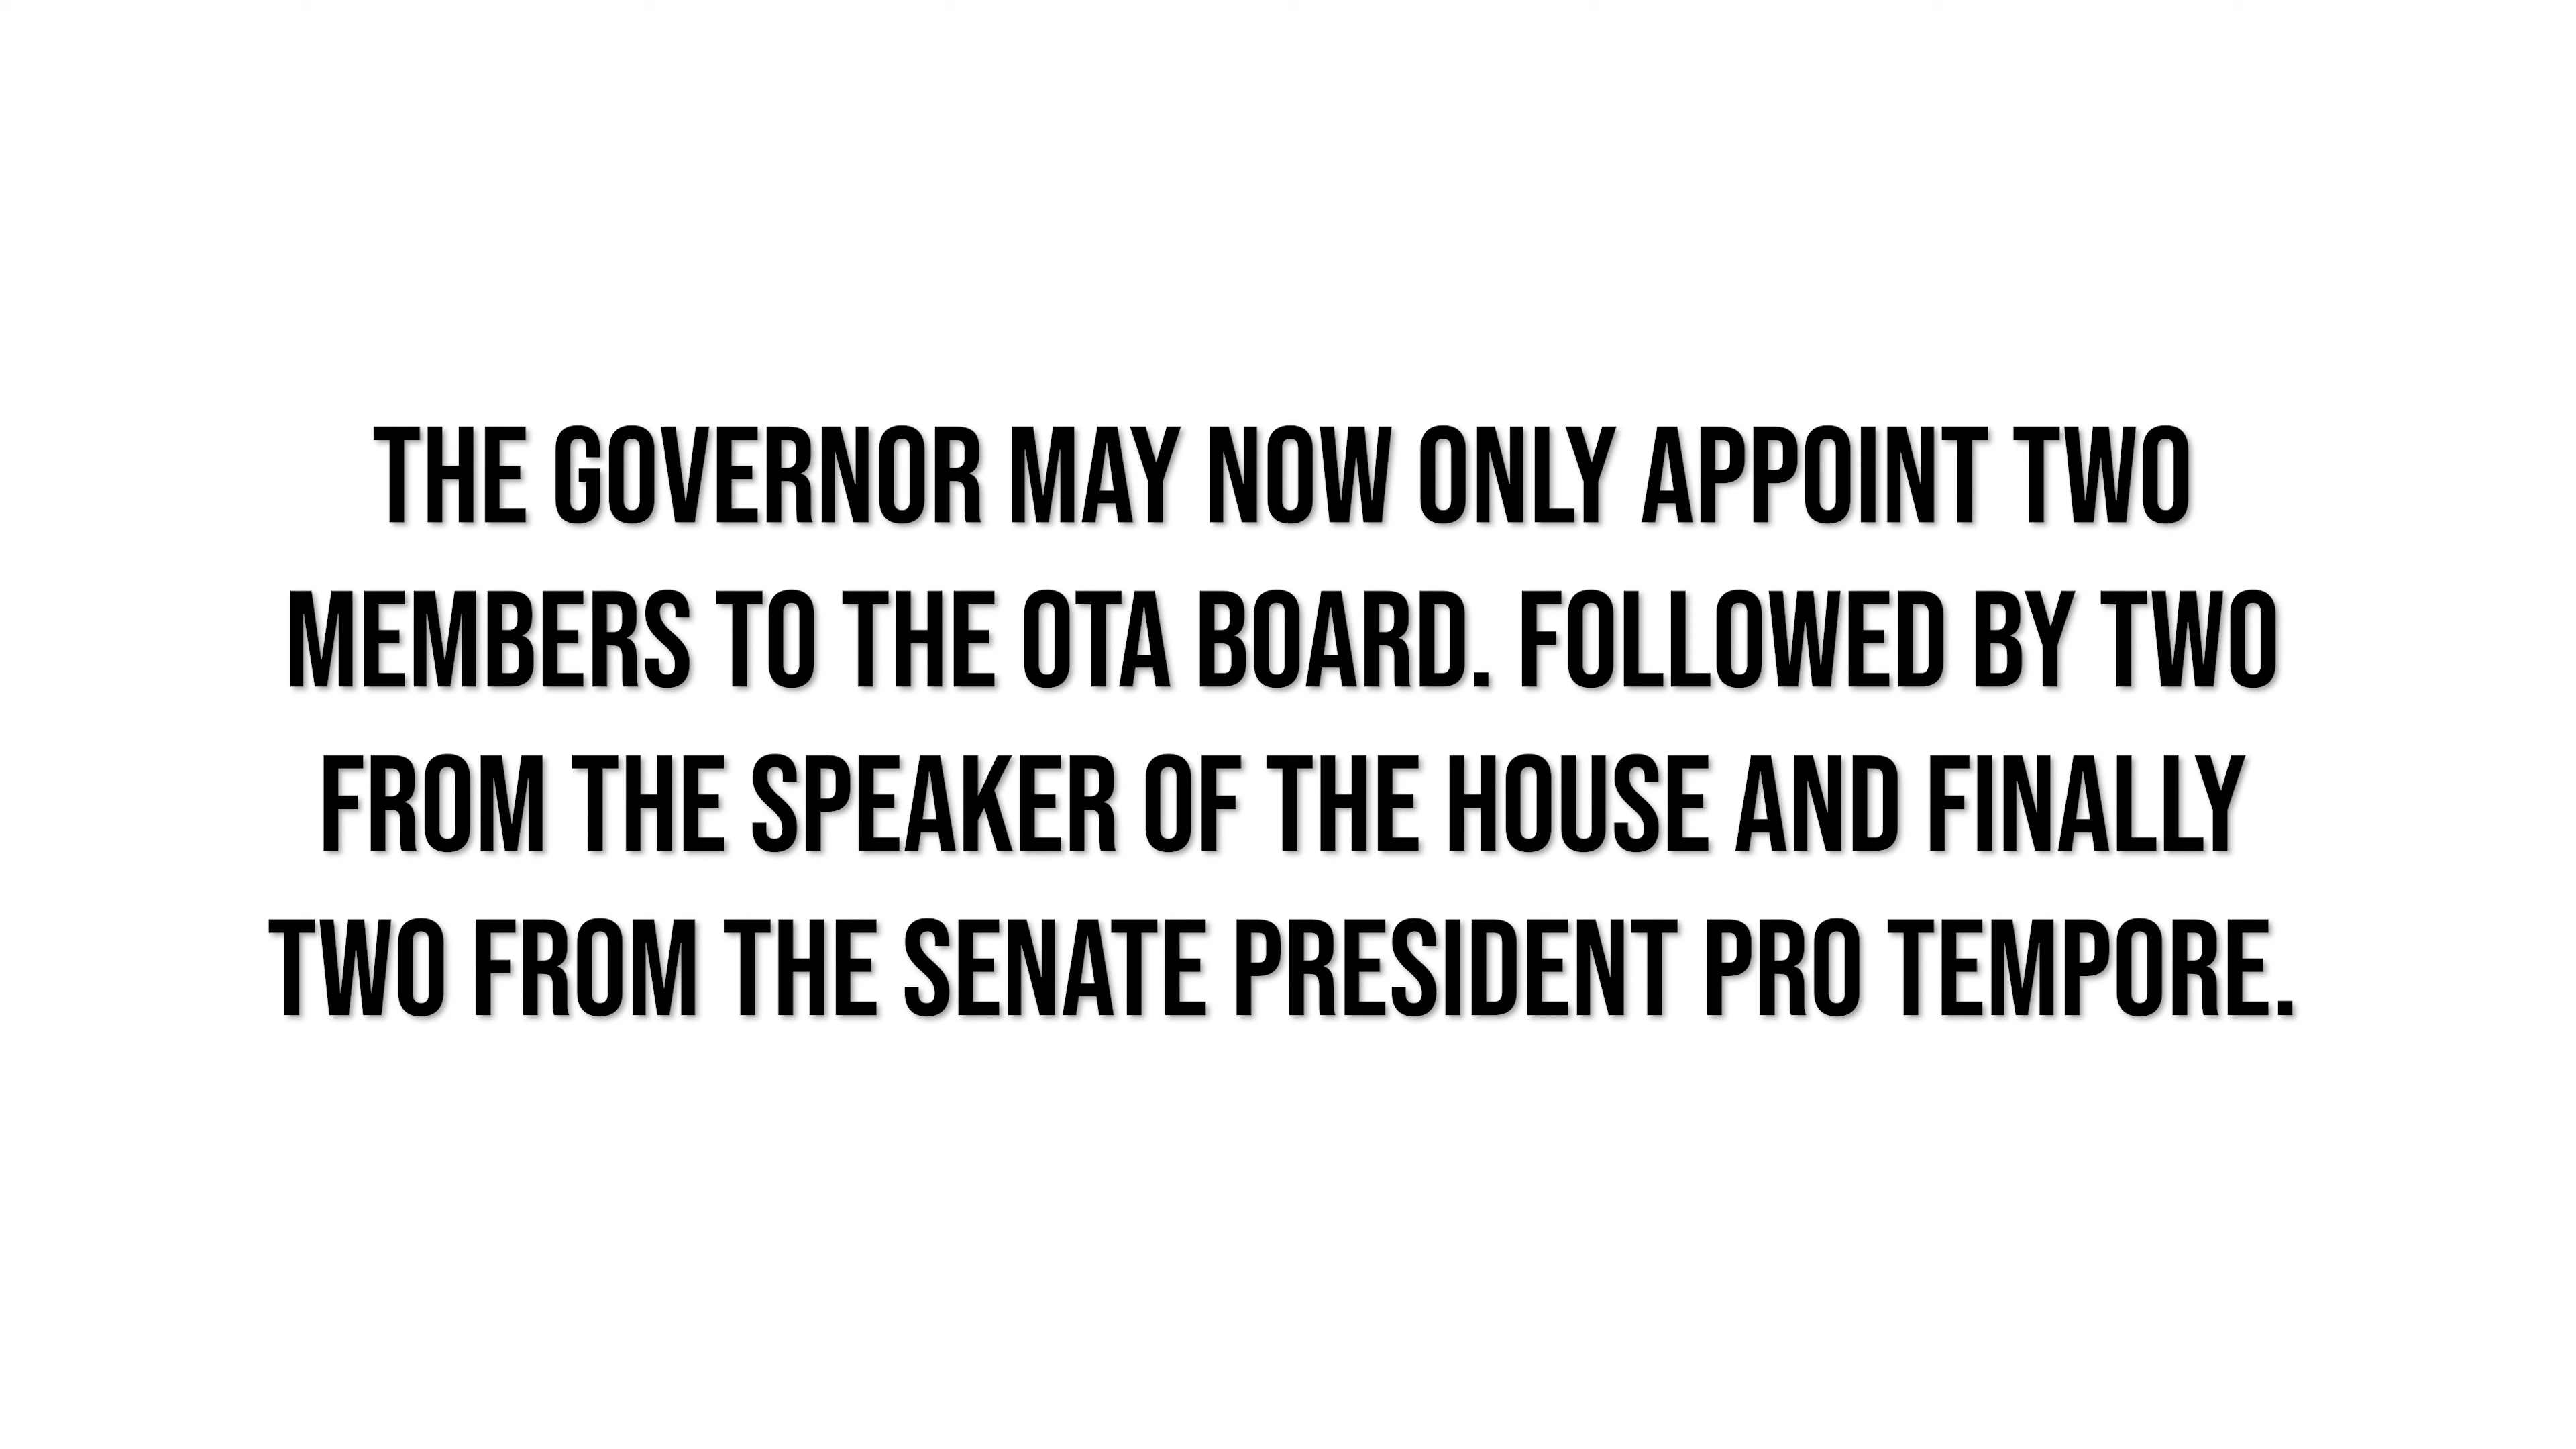 THE GOVERNOR MAY NOW ONLY APPOINT TWO
MEMBERS TO THE OTA BOARD. FOLLOWED BY TWO
FROM THE SPEAKER OF THE HOUSE AND FINALLY
TWO FROM THE SENATE PRESIDENT PRO TEMPORE.